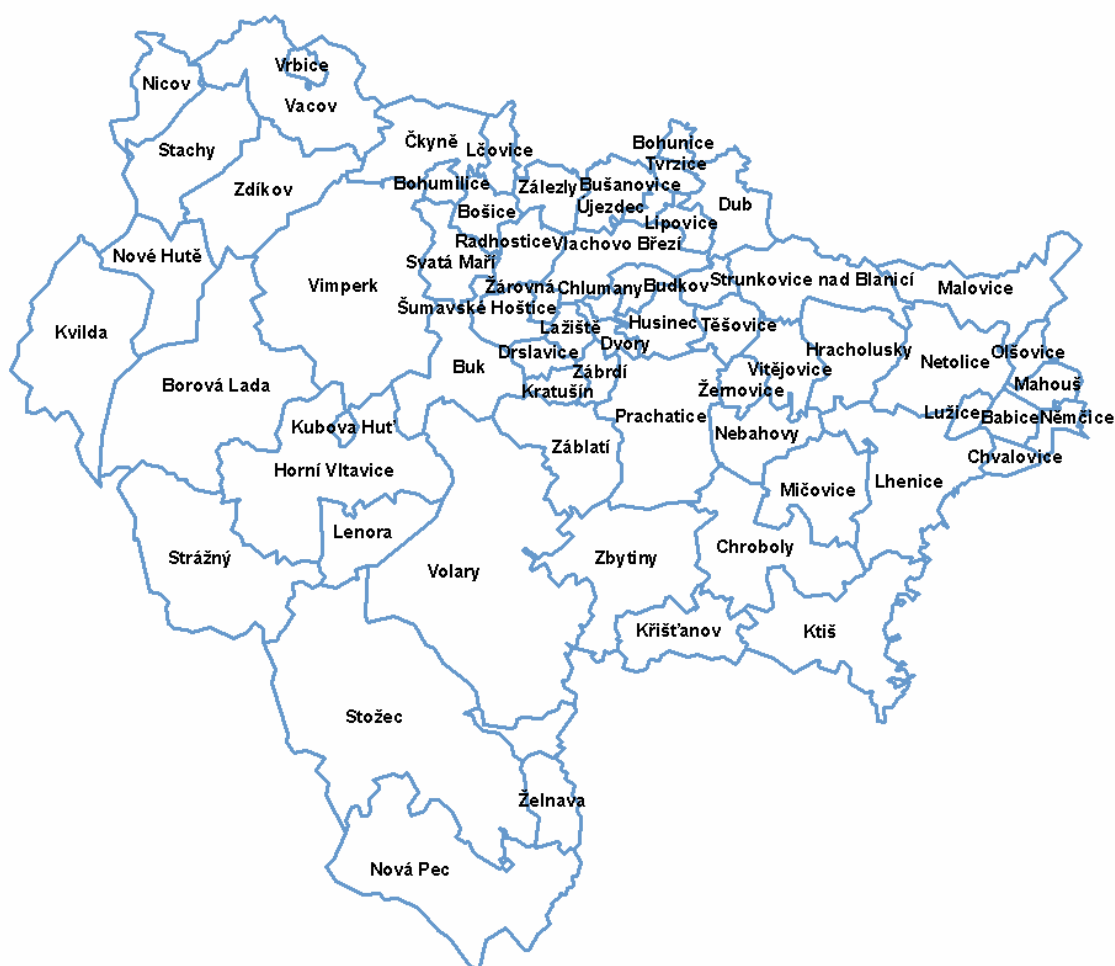 Vrbice
Nicov
Vacov
Čkyně
Bohunice
Stachy
Lčovice
Tvrzice
Zdíkov
Bohumilice
Zálezly
Bušanovice
Bošice
Újezdec
Dub
Lipovice
Nové Hutě
Radhostice
Vlachovo Březí
Svatá Maří
Vimperk
Žárovná
Chlumany
Budkov
Strunkovice nad Blanicí
Malovice
Šumavské Hoštice
Kvilda
Lažiště
Husinec
Těšovice
Dvory
Drslavice
Hracholusky
Olšovice
Buk
Zábrdí
Vitějovice
Netolice
Borová Lada
Kratušín
Žernovice
Mahouš
Prachatice
Lužice
Babice
Němčice
Kubova Huť
Nebahovy
Záblatí
Chvalovice
Horní Vltavice
Mičovice
Lhenice
Lenora
Strážný
Zbytiny
Chroboly
Volary
Křišťanov
Ktiš
Stožec
Želnava
Nová Pec